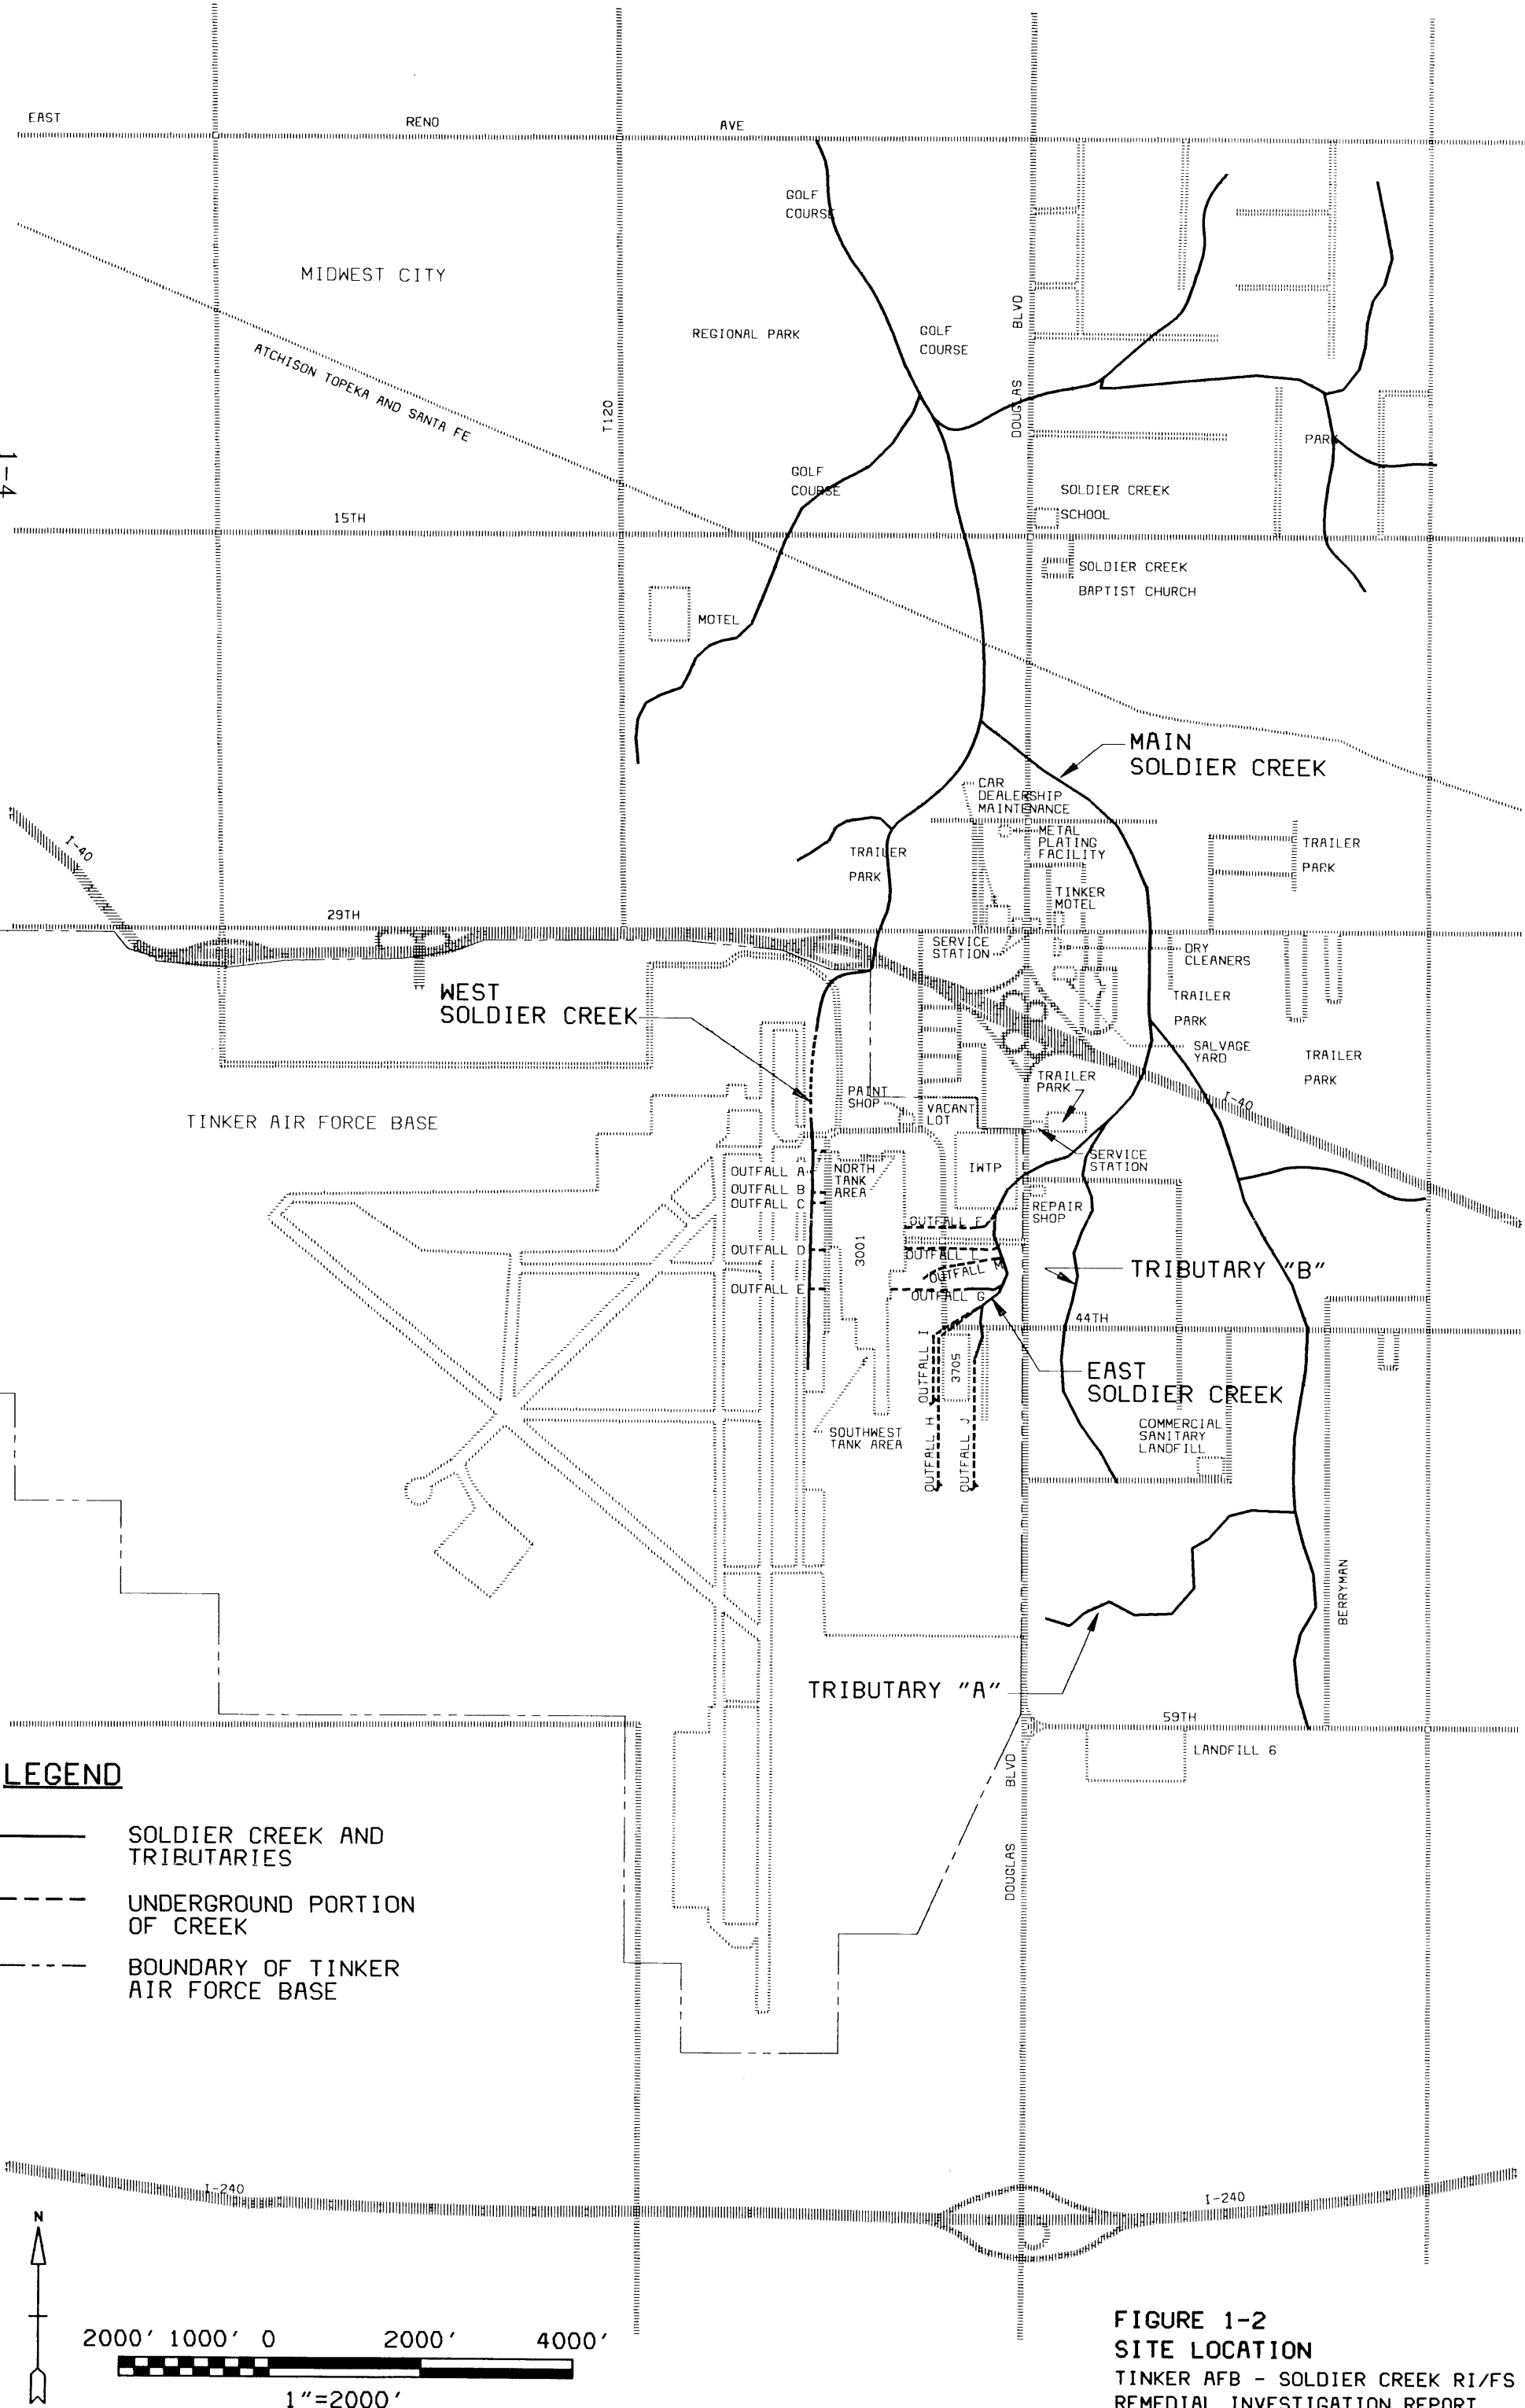 EAST
RENO
AVE
GOLF
COURSE
MIDWEST CITY
BLVD
REGIONAL PARK
GOLF
COURSE
ATCHISON TOPEKA AND SANTA FE
T120
DOUGLAS
PARK
1-4
GOLF
COURSE
SOLDIER CREEK
SCHOOL
15TH
SOLDIER CREEK
BAPTIST CHURCH
MOTEL
MAIN
SOLDIER CREEK
CAR
DEALERSHIP
MAINTENANCE
METAL
PLATING
FACILITY
I-40
TRAILER
PARK
TRAILER
PARK
TINKER
MOTEL
29TH
SERVICE
STATION
DRY
CLEANERS
WEST
SOLDIER CREEK
TRAILER
PARK
SALVAGE
YARD
TRAILER
PARK
TRAILER
PARK
I-40
PAINT
SHOP
VACANT
LOT
TINKER AIR FORCE BASE
SERVICE
STATION
IWTP
OUTFALL A
NORTH
TANK
AREA
OUTFALL B
OUTFALL C
REPAIR
SHOP
OUTFALL F
3001
OUTFALL D
OUTFALL L
OUTFALL M
TRIBUTARY "B"
OUTFALL E
OUTFALL G
44TH
OUTFALL I
3705
EAST
SOLDIER CREEK
SOUTHWEST
TANK AREA
OUTFALL H
OUTFALL J
COMMERCIAL
SANITARY
LANDFILL
BERRYMAN
TRIBUTARY "A"
59TH
LANDFILL 6
BLVD
DOUGLAS
LEGEND
SOLDIER CREEK AND
TRIBUTARIES
UNDERGROUND PORTION
OF CREEK
BOUNDARY OF TINKER
AIR FORCE BASE
I-240
I-240
N
2000' 1000' 0 2000' 4000'
1"=2000'
FIGURE 1-2
SITE LOCATION
TINKER AFB - SOLDIER CREEK RI/FS
REMEDIAL INVESTIGATION REPORT